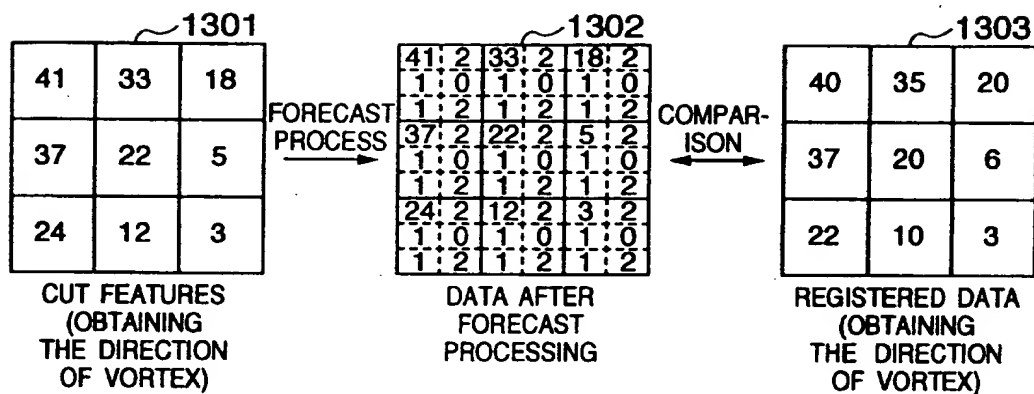 1301
41 33 18
37 22 5
24 12 3
CUT FEATURES
(OBTAINING
THE DIRECTION
OF VORTEX)
FORECAST
PROCESS
1302
41 2 33 2 18 2
1 0 1 0 1 0
1 2 1 2 1 2
37 2 22 2 5 2
1 0 1 0 1 0
1 2 1 2 1 2
24 2 12 2 3 2
1 0 1 0 1 0
1 2 1 2 1 2
DATA AFTER
FORECAST
PROCESSING
COMPAR-
ISON
1303
40 35 20
37 20 6
22 10 3
REGISTERED DATA
(OBTAINING
THE DIRECTION
OF VORTEX)